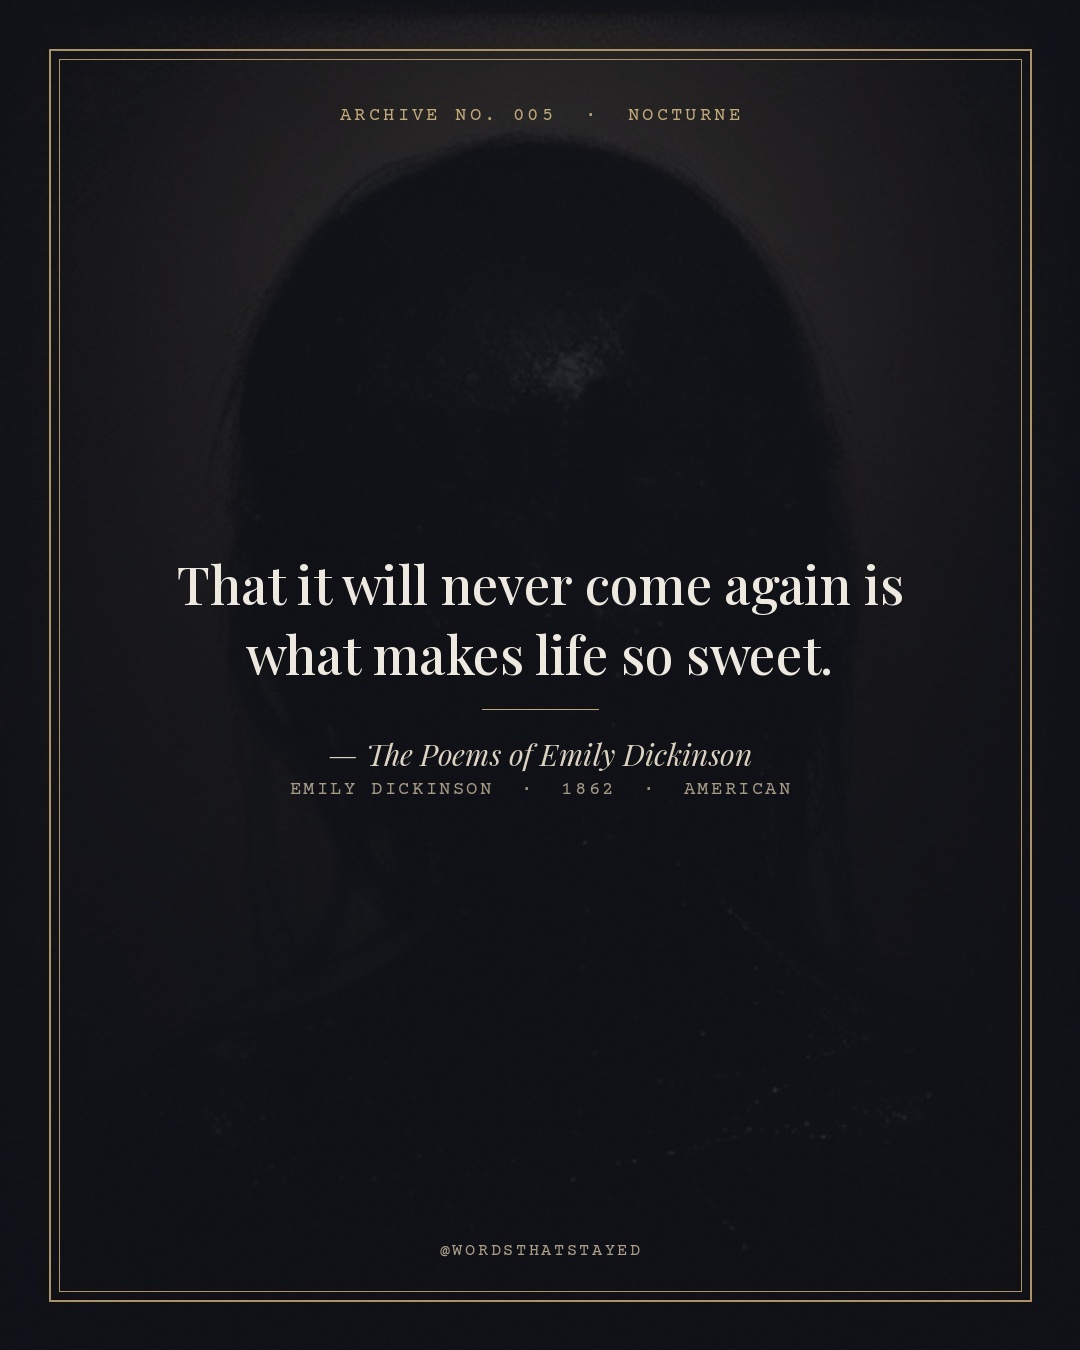 ARCHIVE NO. 005 · NOCTURNE
That it will never come again is
what makes life so sweet.
— The Poems of Emily Dickinson
EMILY DICKINSON · 1862 · AMERICAN
@WORDSTHATSTAYED